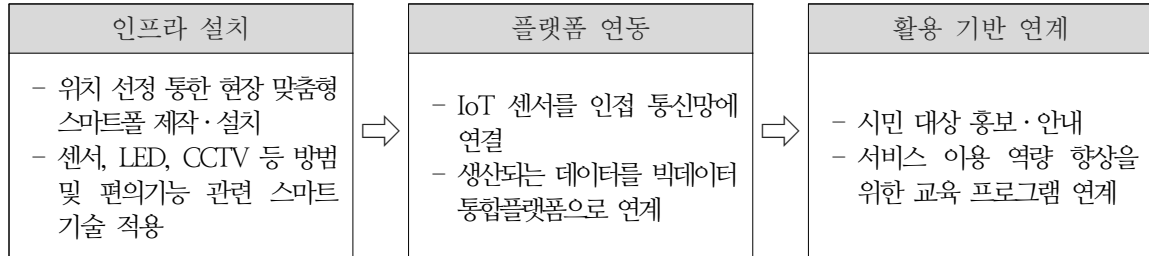 인프라 설치
- 위치 선정 통한 현장 맞춤형
스마트폴 제작·설치
- 센서, LED, CCTV 등 방범
및 편의기능 관련 스마트
기술 적용
플랫폼 연동
- IoT 센서를 인접 통신망에
연결
- 생산되는 데이터를 빅데이터
통합플랫폼으로 연계
활용 기반 연계
- 시민 대상 홍보·안내
- 서비스 이용 역량 향상을
위한 교육 프로그램 연계